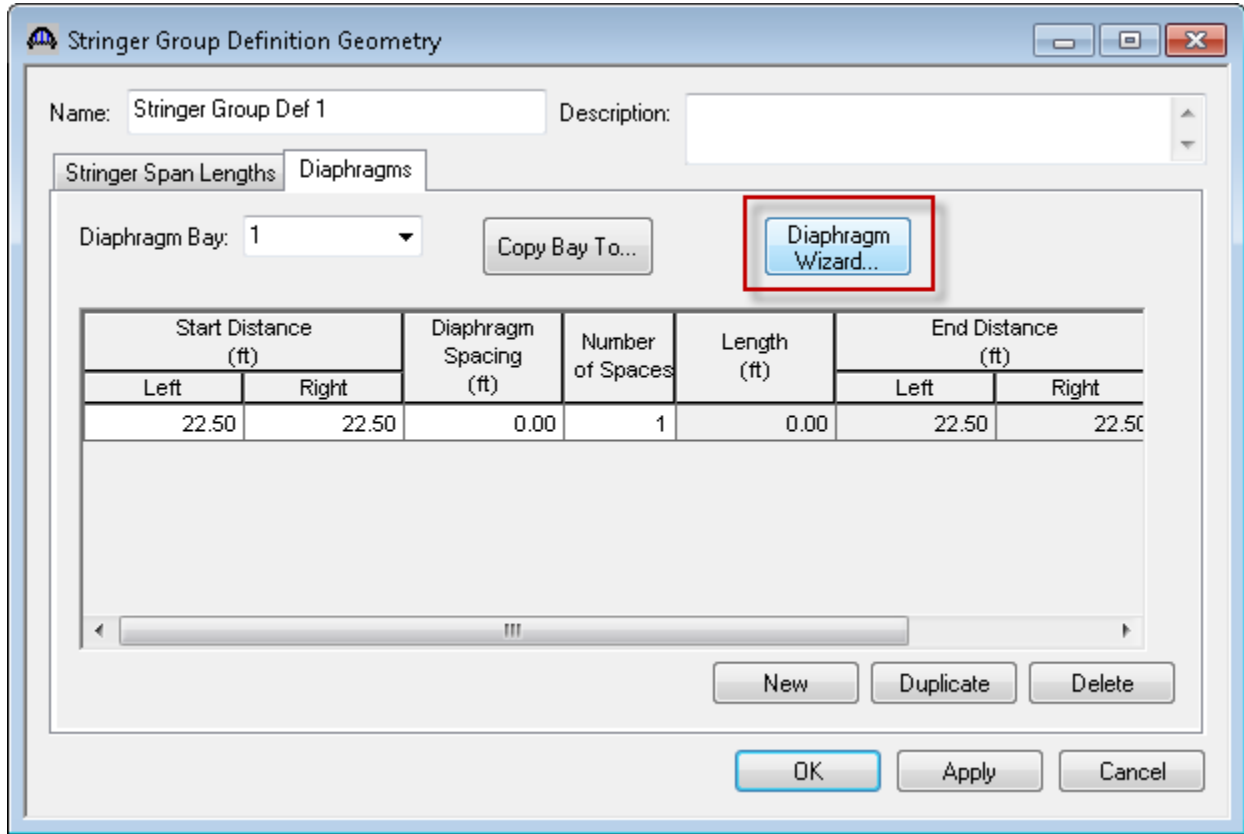 Stringer Group Definition Geometry
Name: Stringer Group Def 1 Description:
Stringer Span Lengths Diaphragms
Diaphragm Bay: 1 Copy Bay To... Diaphragm
Wizard...
Start Distance Diaphragm Number Length End Distance
(ft) Spacing of Spaces (ft) (ft)
Left Right (ft) Left Right
22.50 22.50 0.00 1 0.00 22.50 22.50
New Duplicate Delete
OK Apply Cancel